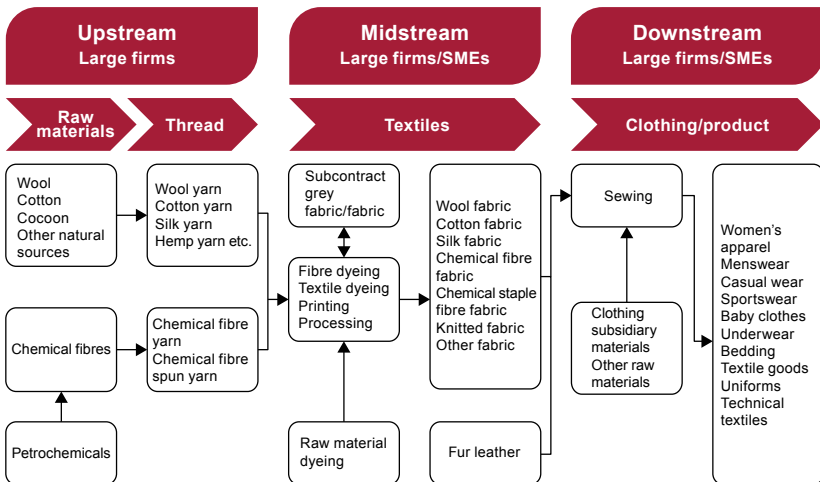 Upstream
Large firms
Midstream
Large firms/SMEs
Downstream
Large firms/SMEs
Raw
materials
Thread
Textiles
Clothing/product
Wool
Cotton
Cocoon
Other natural
sources
Wool yarn
Cotton yarn
Silk yarn
Hemp yarn etc.
Subcontract
grey
fabric/fabric
Wool fabric
Cotton fabric
Silk fabric
Chemical fibre
fabric
Chemical staple
fibre fabric
Knitted fabric
Other fabric
Sewing
Women's
apparel
Menswear
Casual wear
Sportswear
Baby clothes
Underwear
Bedding
Textile goods
Uniforms
Technical
textiles
Fibre dyeing
Textile dyeing
Printing
Processing
Chemical fibres
Chemical fibre
yarn
Chemical fibre
spun yarn
Clothing
subsidiary
materials
Other raw
materials
Petrochemicals
Raw material
dyeing
Fur leather